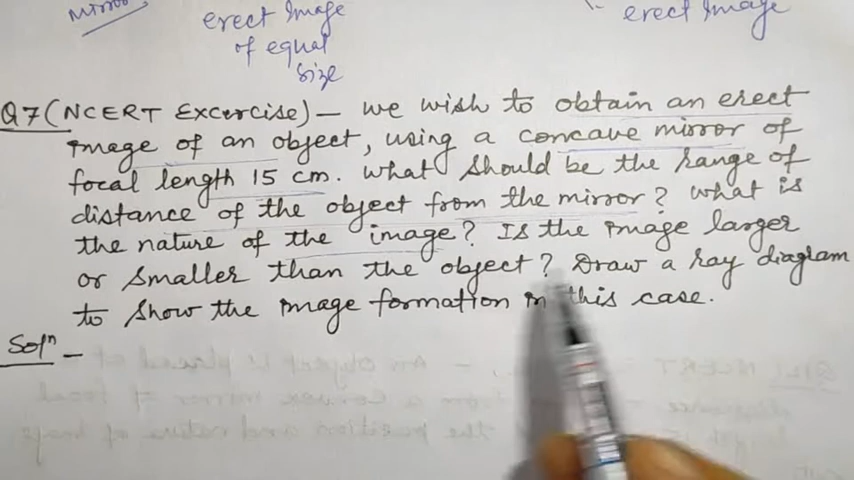 Mirror
erect Image
of equal
size
erect Image
Q7 (NCERT Excercise) - we wish to obtain an erect
Image of an object, using a concave mirror of
focal length 15 cm. What should be the range of
distance of the object from the mirror? What is
the nature of the image? Is the Image larger
or smaller than the object? Draw a ray diagram
to show the Image formation in this case.
Solⁿ -